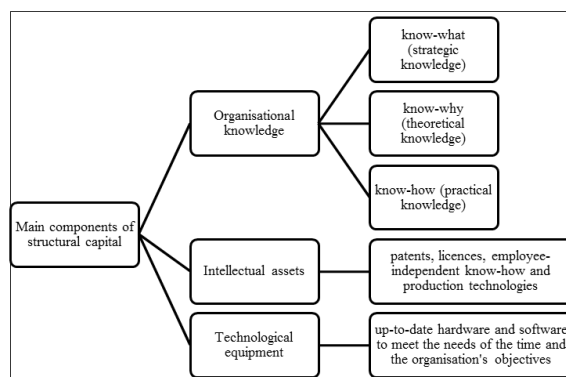 Main components of
structural capital
Organisational
knowledge
know-what
(strategic
knowledge)
know-why
(theoretical
knowledge)
know-how (practical
knowledge)
Intellectual assets
patents, licences, employee-
independent know-how and
production technologies
Technological
equipment
up-to-date hardware and software
to meet the needs of the time and
the organisation's objectives